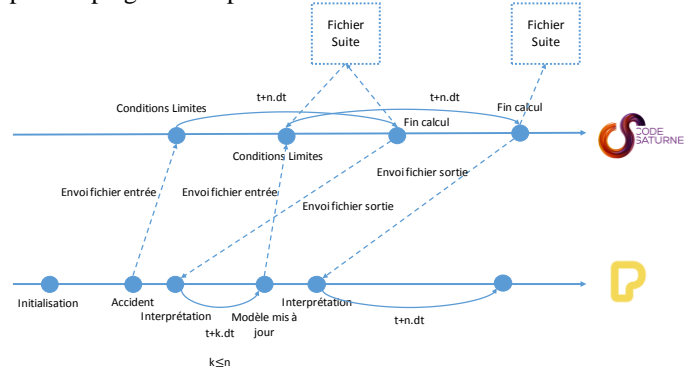 Fichier
Suite
Fichier
Suite
t+n.dt
t+n.dt
Conditions Limites
Fin calcul
Fin calcul
CODE
SATURNE
Conditions Limites
Envoi fichier sortie
Envoi fichier entrée
Envoi fichier entrée
Envoi fichier sortie
Initialisation
Accident
Interprétation
Interprétation
Modèle mis à
jour
t+k.dt
t+n.dt
k≤n